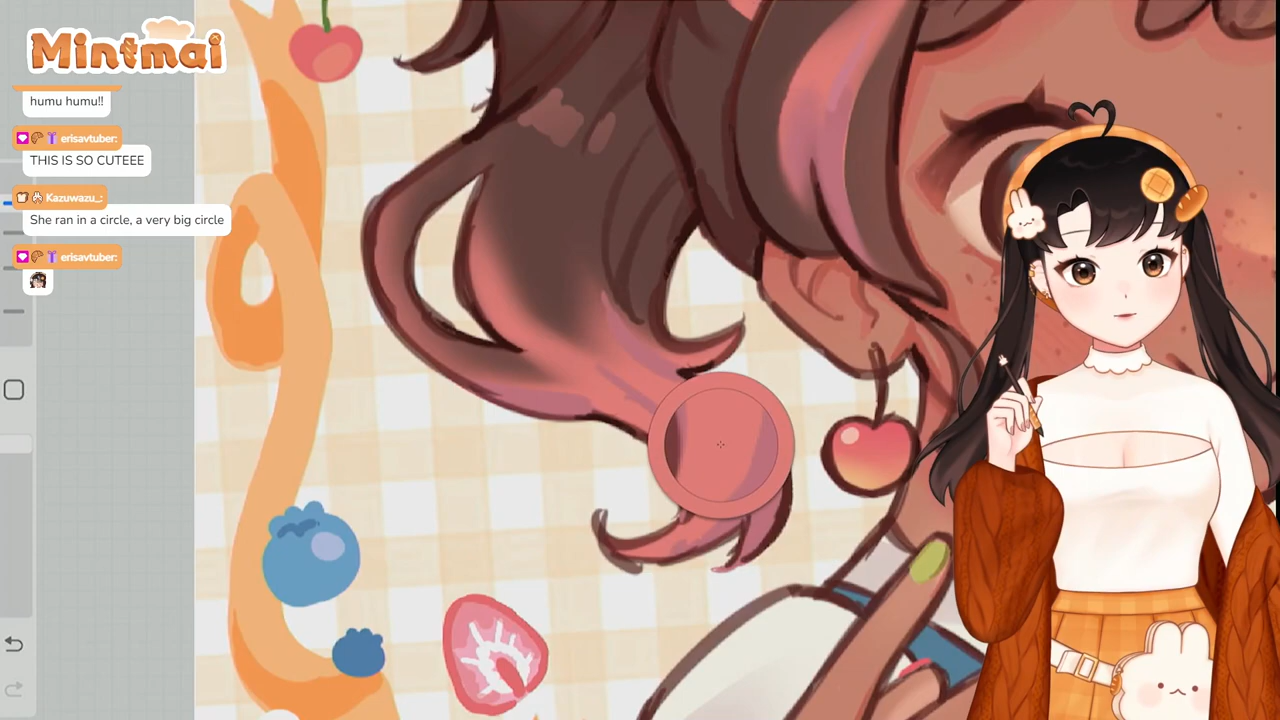 Mintmai
humu humu!!
erisavtuber:
THIS IS SO CUTEEE
Kazuwazu_:
She ran in a circle, a very big circle
erisavtuber: